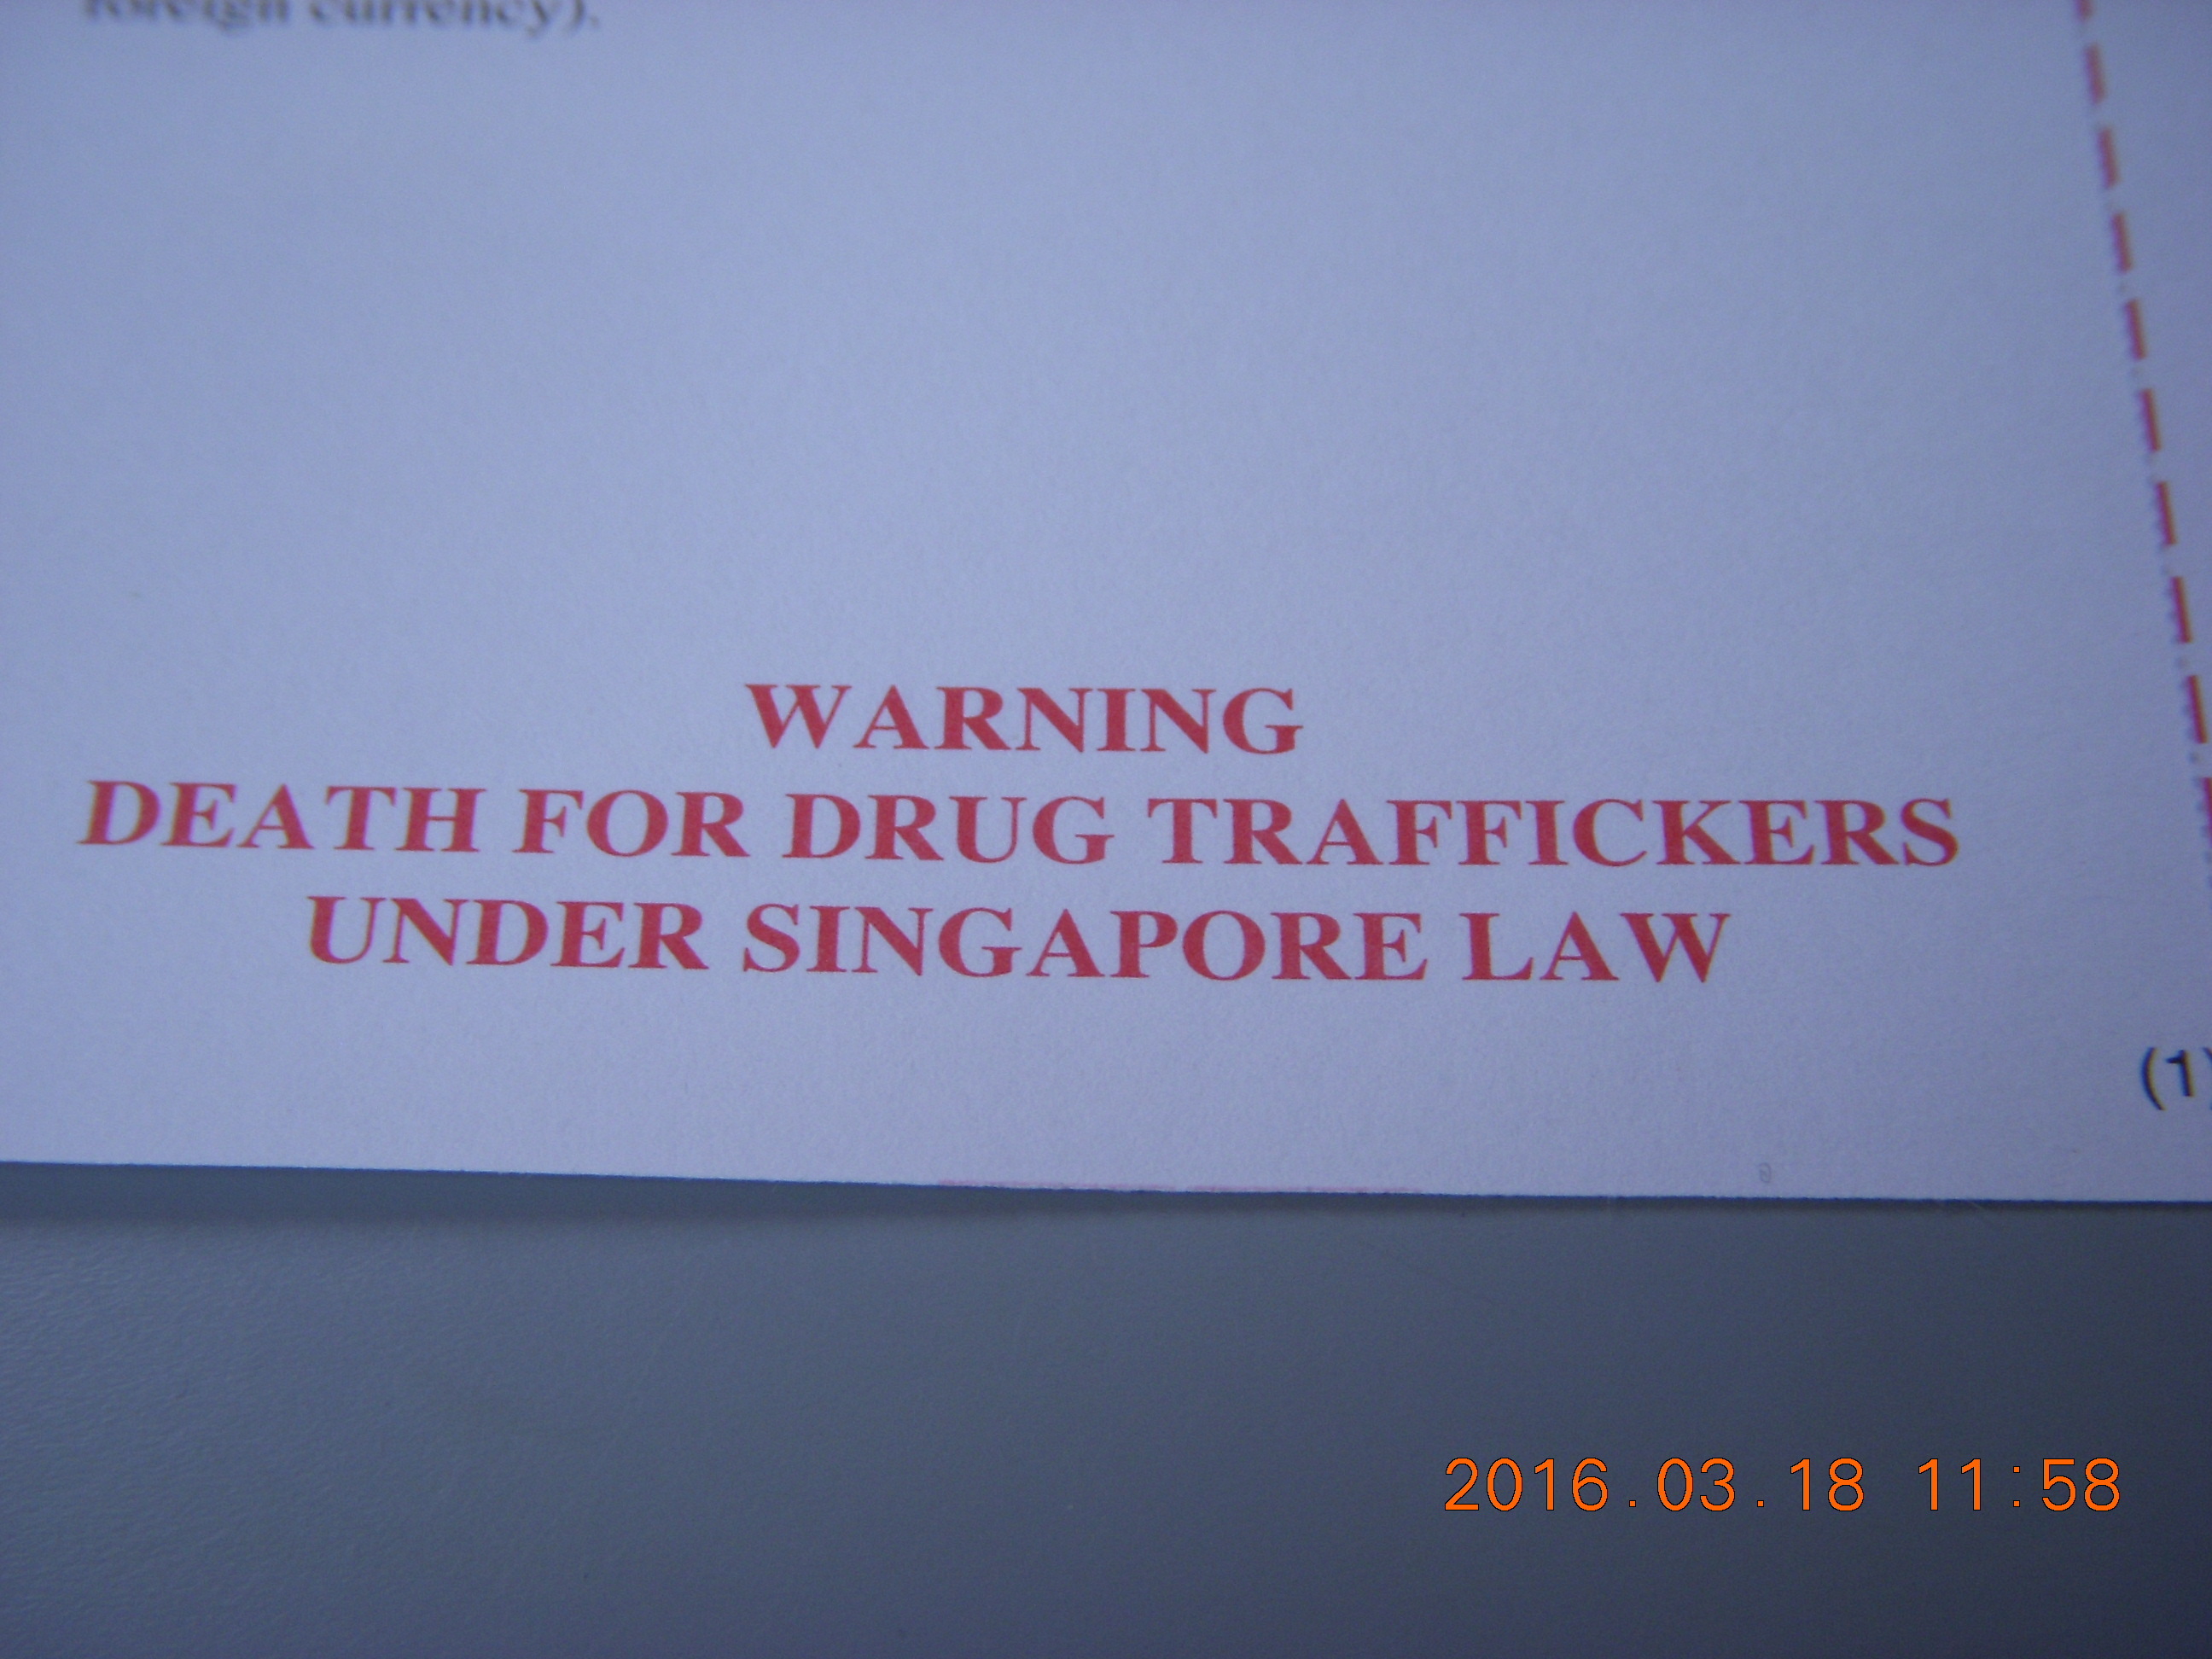 foreign currency).
WARNING
DEATH FOR DRUG TRAFFICKERS
UNDER SINGAPORE LAW
(1)
2016.03.18 11:58